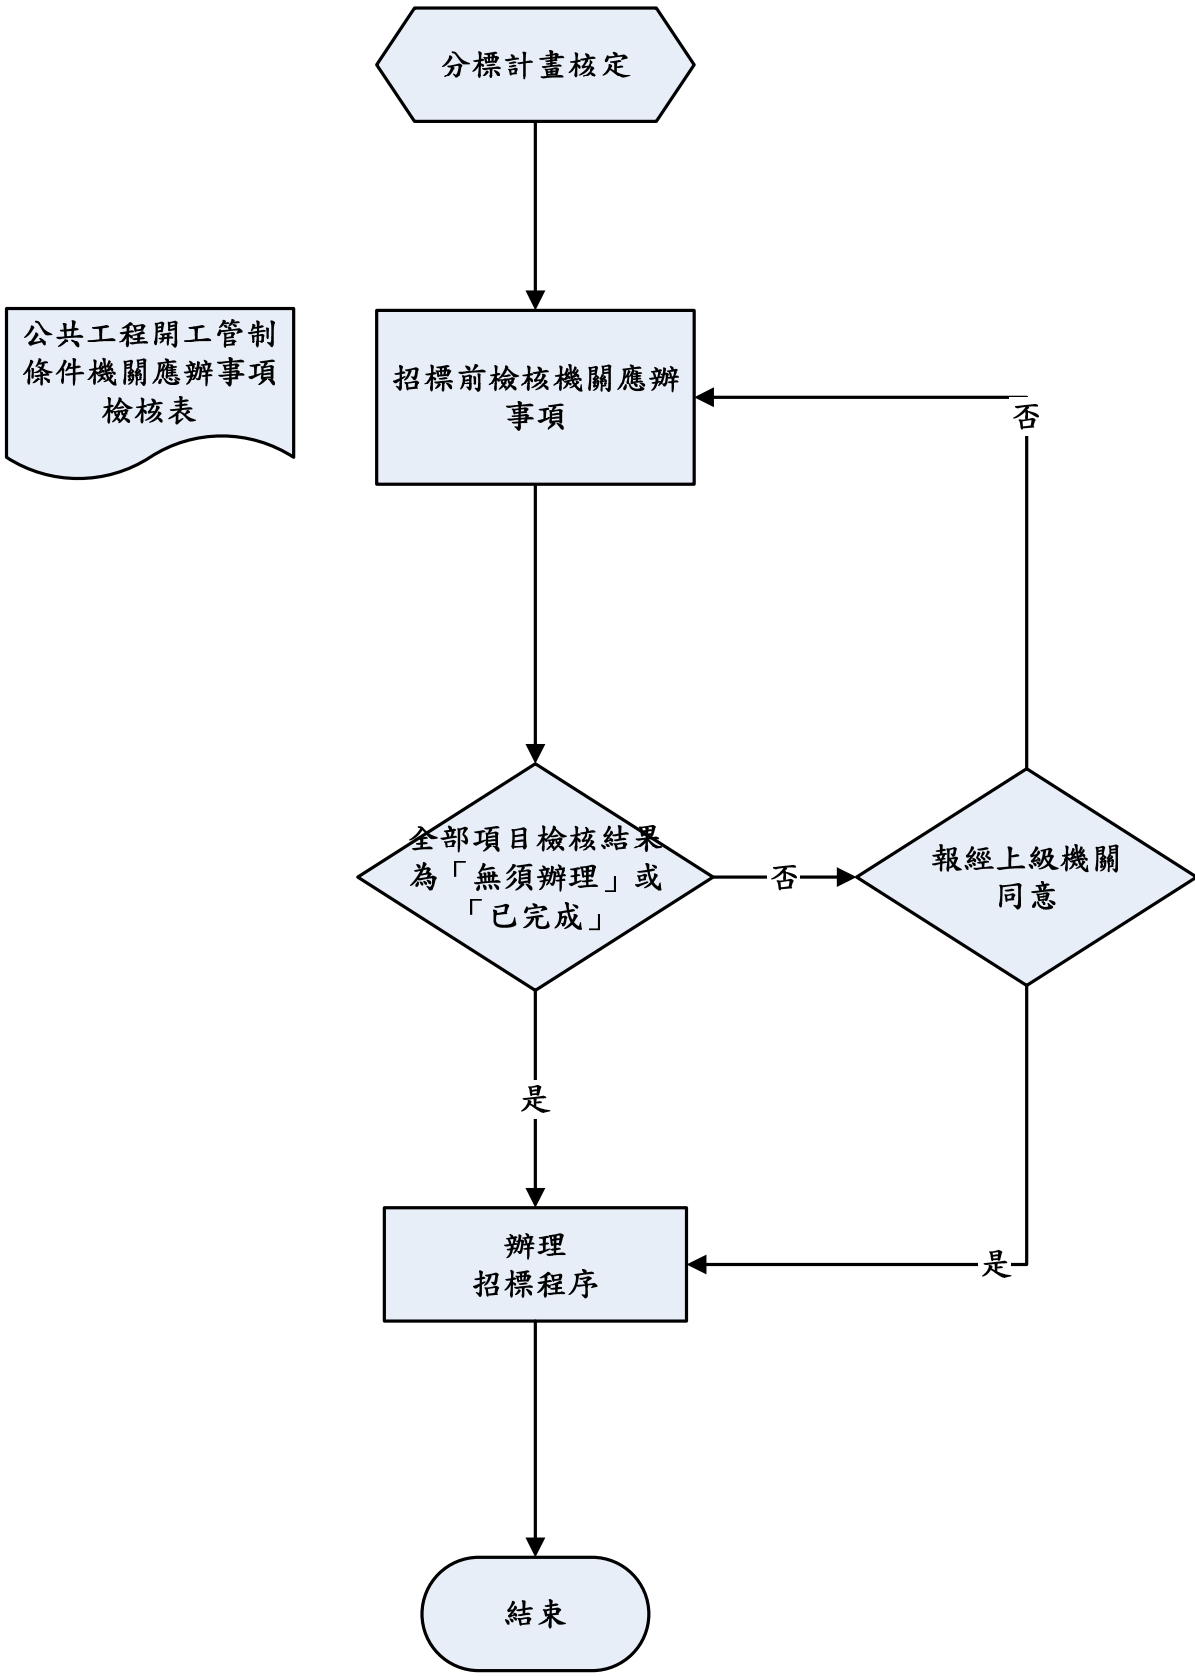 分標計畫核定
公共工程開工管制
條件機關應辦事項
檢核表
招標前檢核機關應辦
事項
否
全部項目檢核結果
為「無須辦理」或
「已完成」
否
報經上級機關
同意
是
辦理
招標程序
是
結束